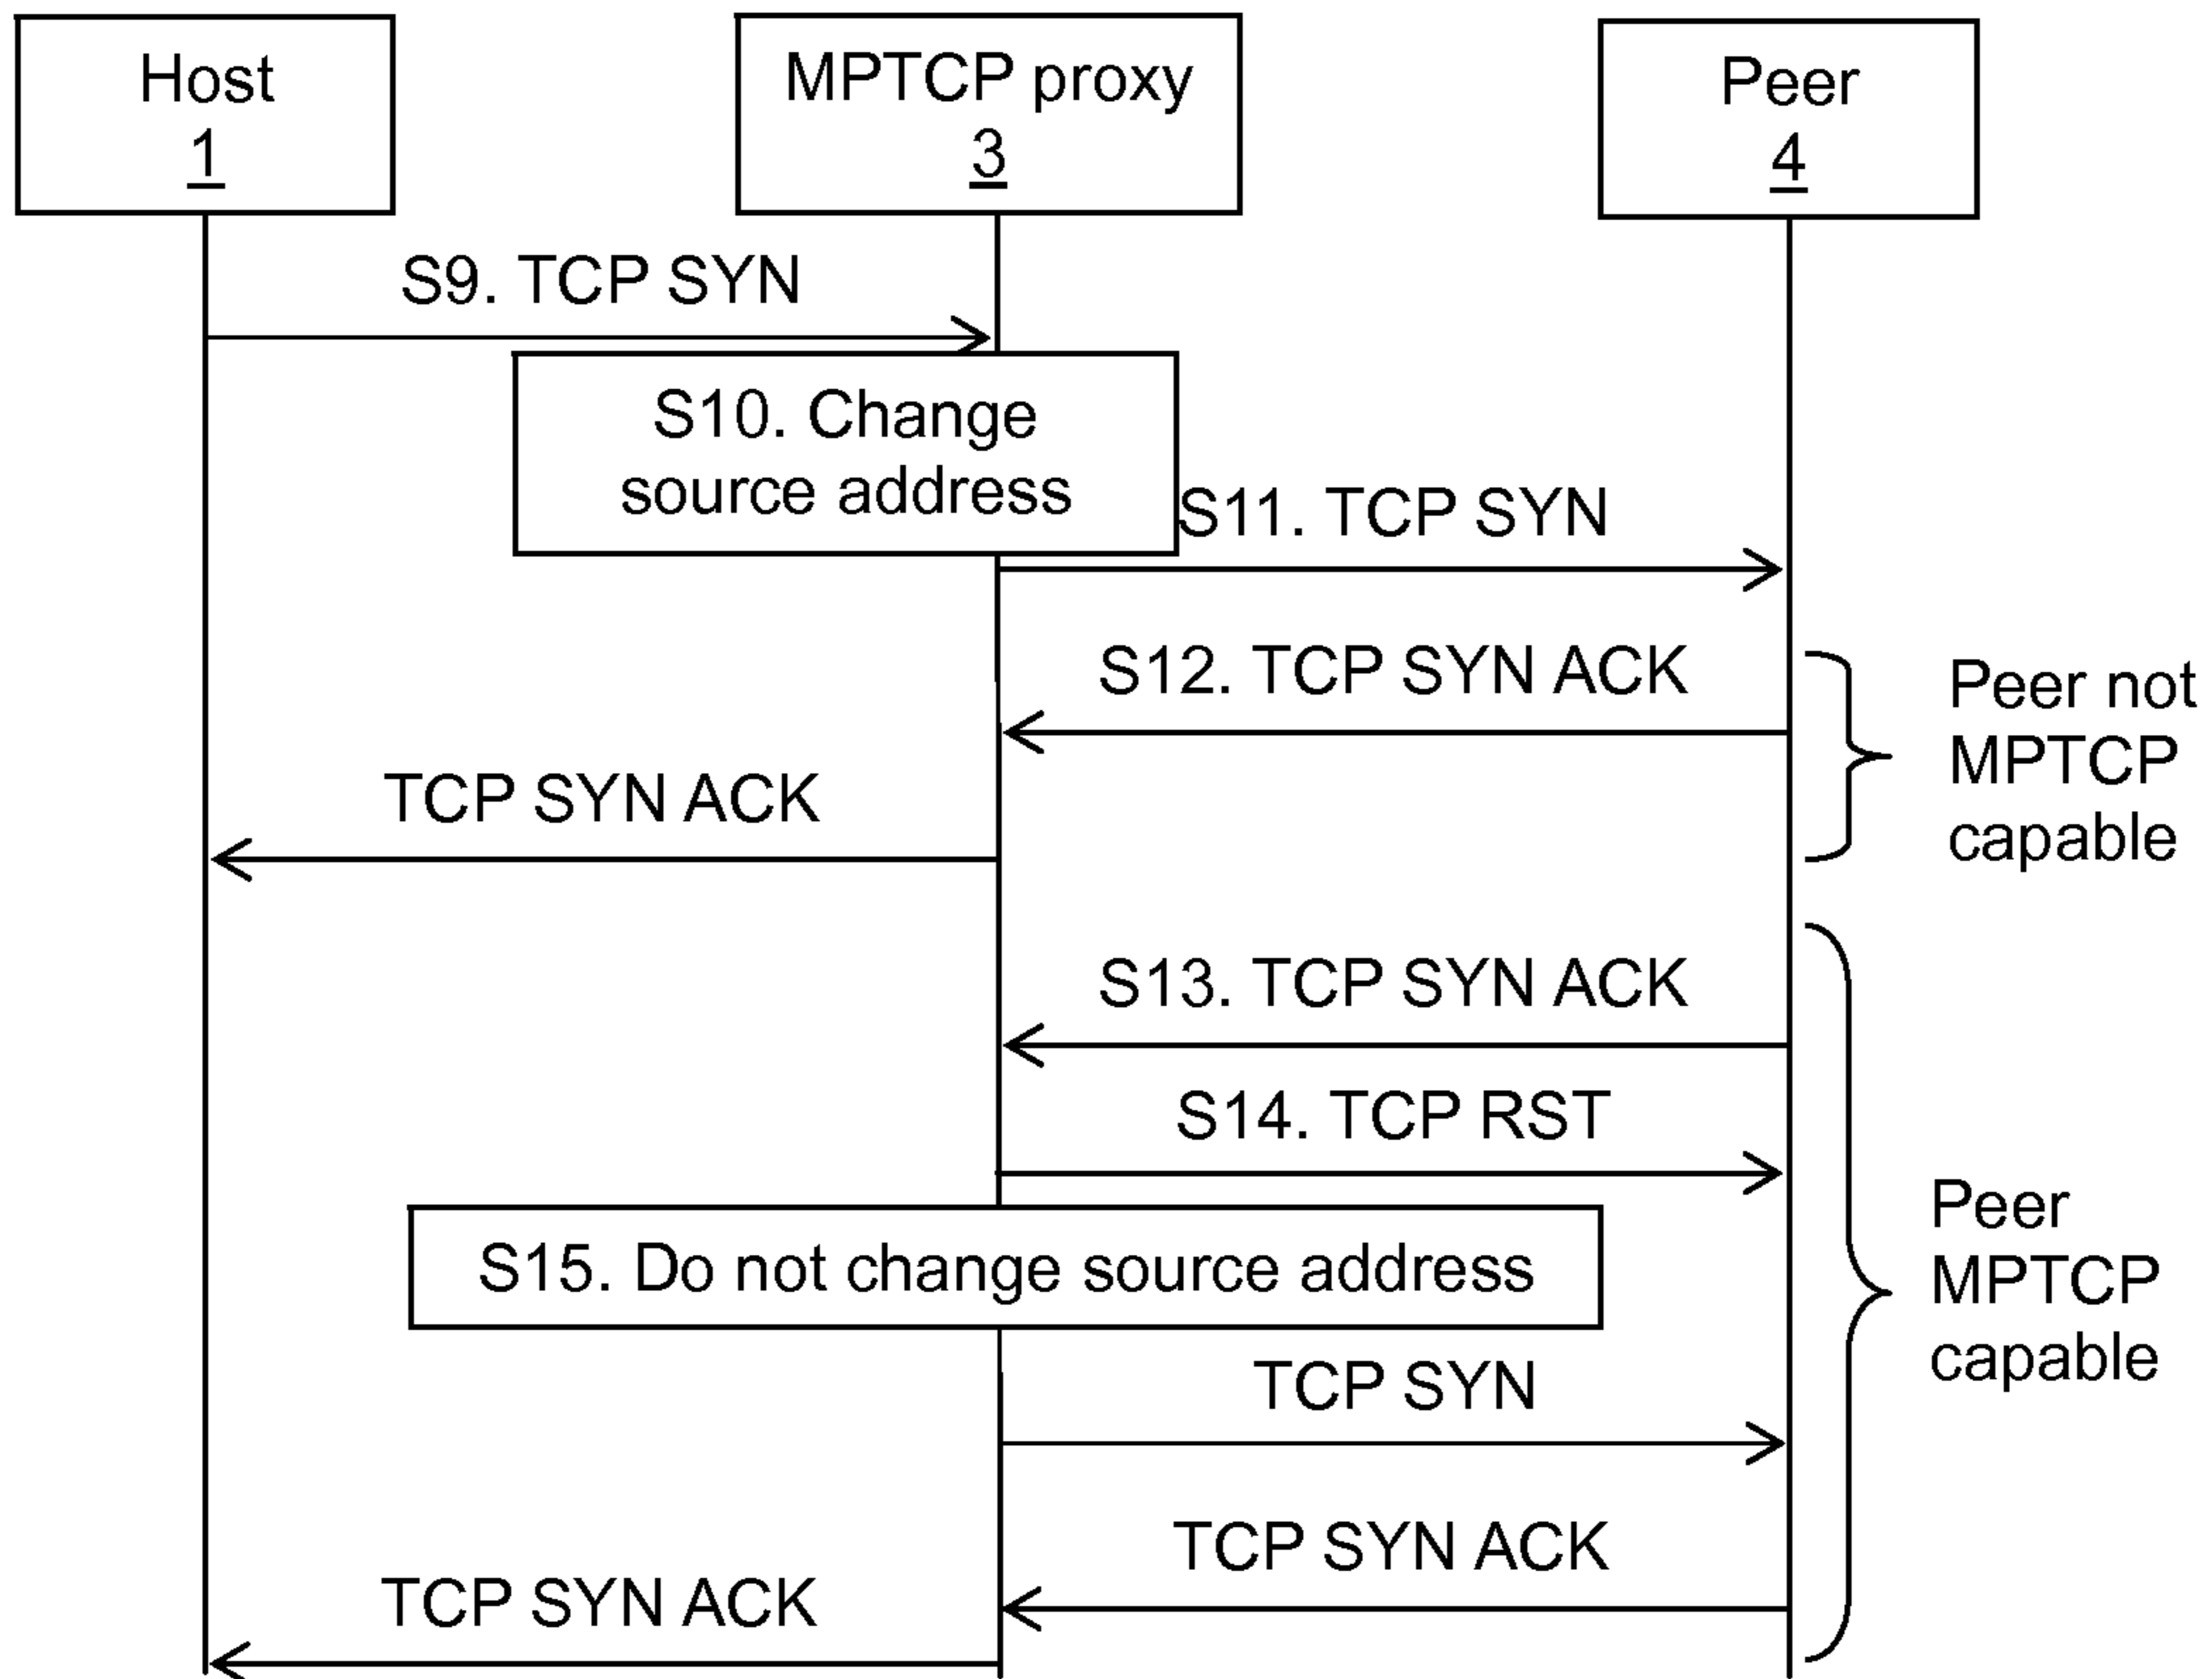 Host
1
MPTCP proxy
3
Peer
4
S9. TCP SYN
S10. Change
source address
S11. TCP SYN
S12. TCP SYN ACK
Peer not
MPTCP
capable
TCP SYN ACK
S13. TCP SYN ACK
S14. TCP RST
S15. Do not change source address
Peer
MPTCP
capable
TCP SYN
TCP SYN ACK
TCP SYN ACK